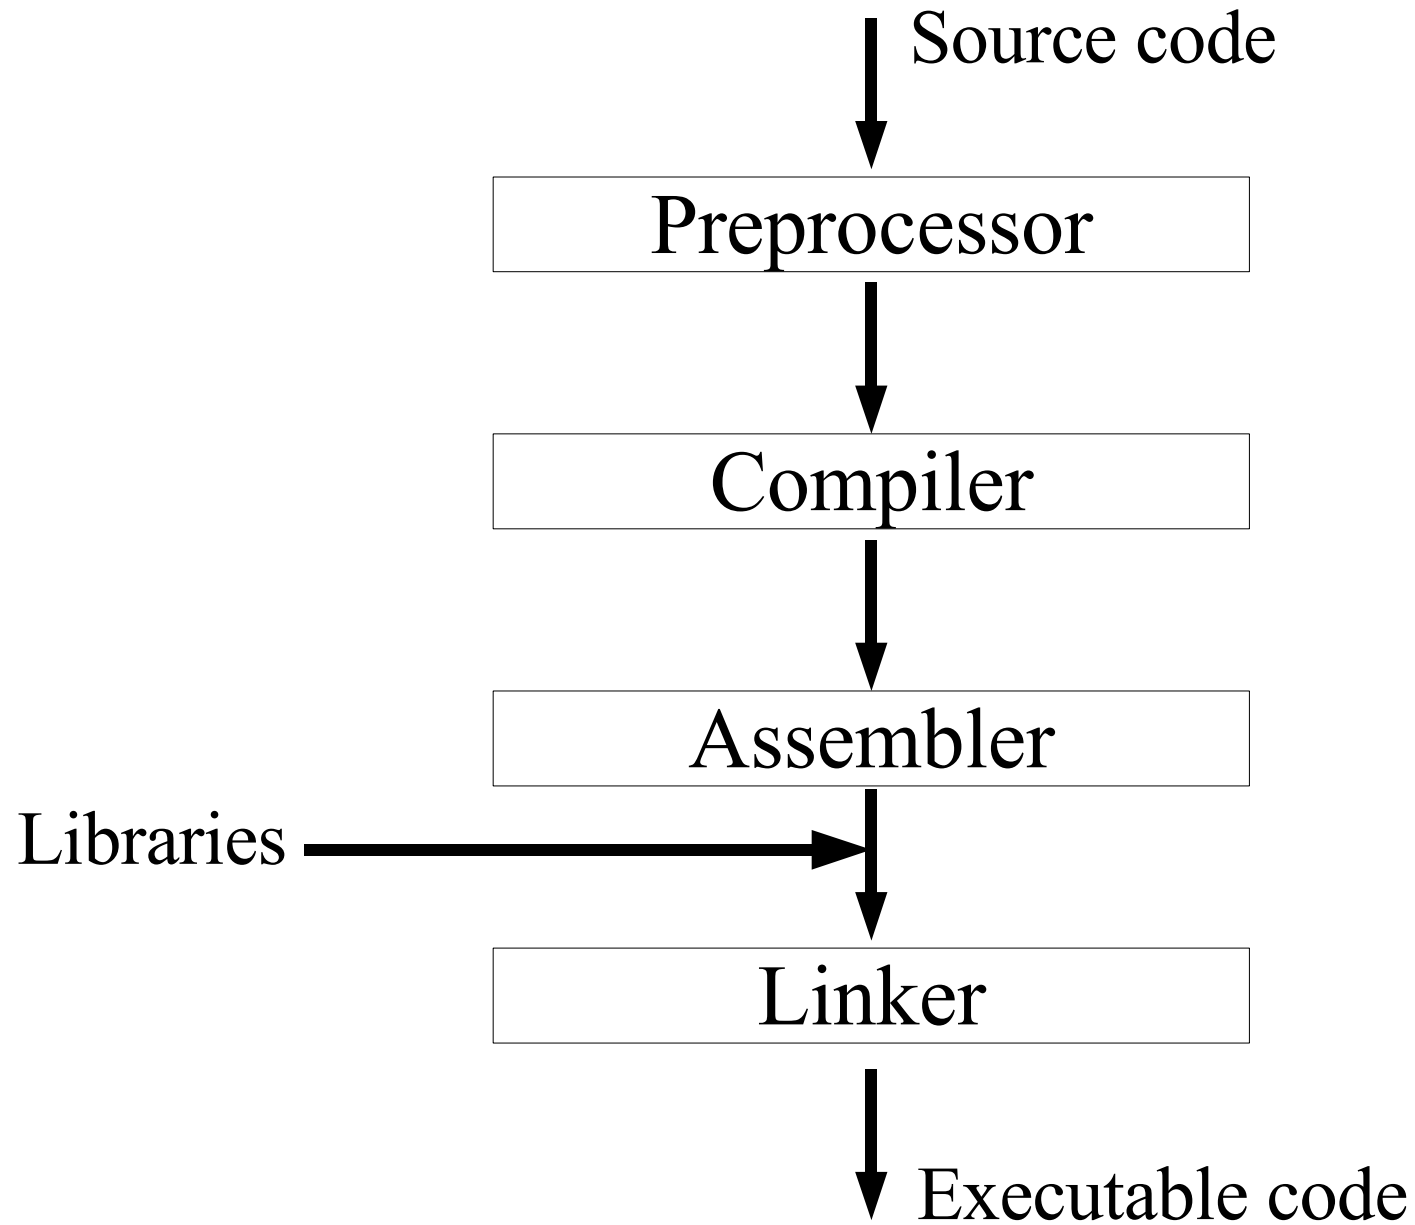 Source code
Preprocessor
Compiler
Assembler
Libraries
Linker
Executable code